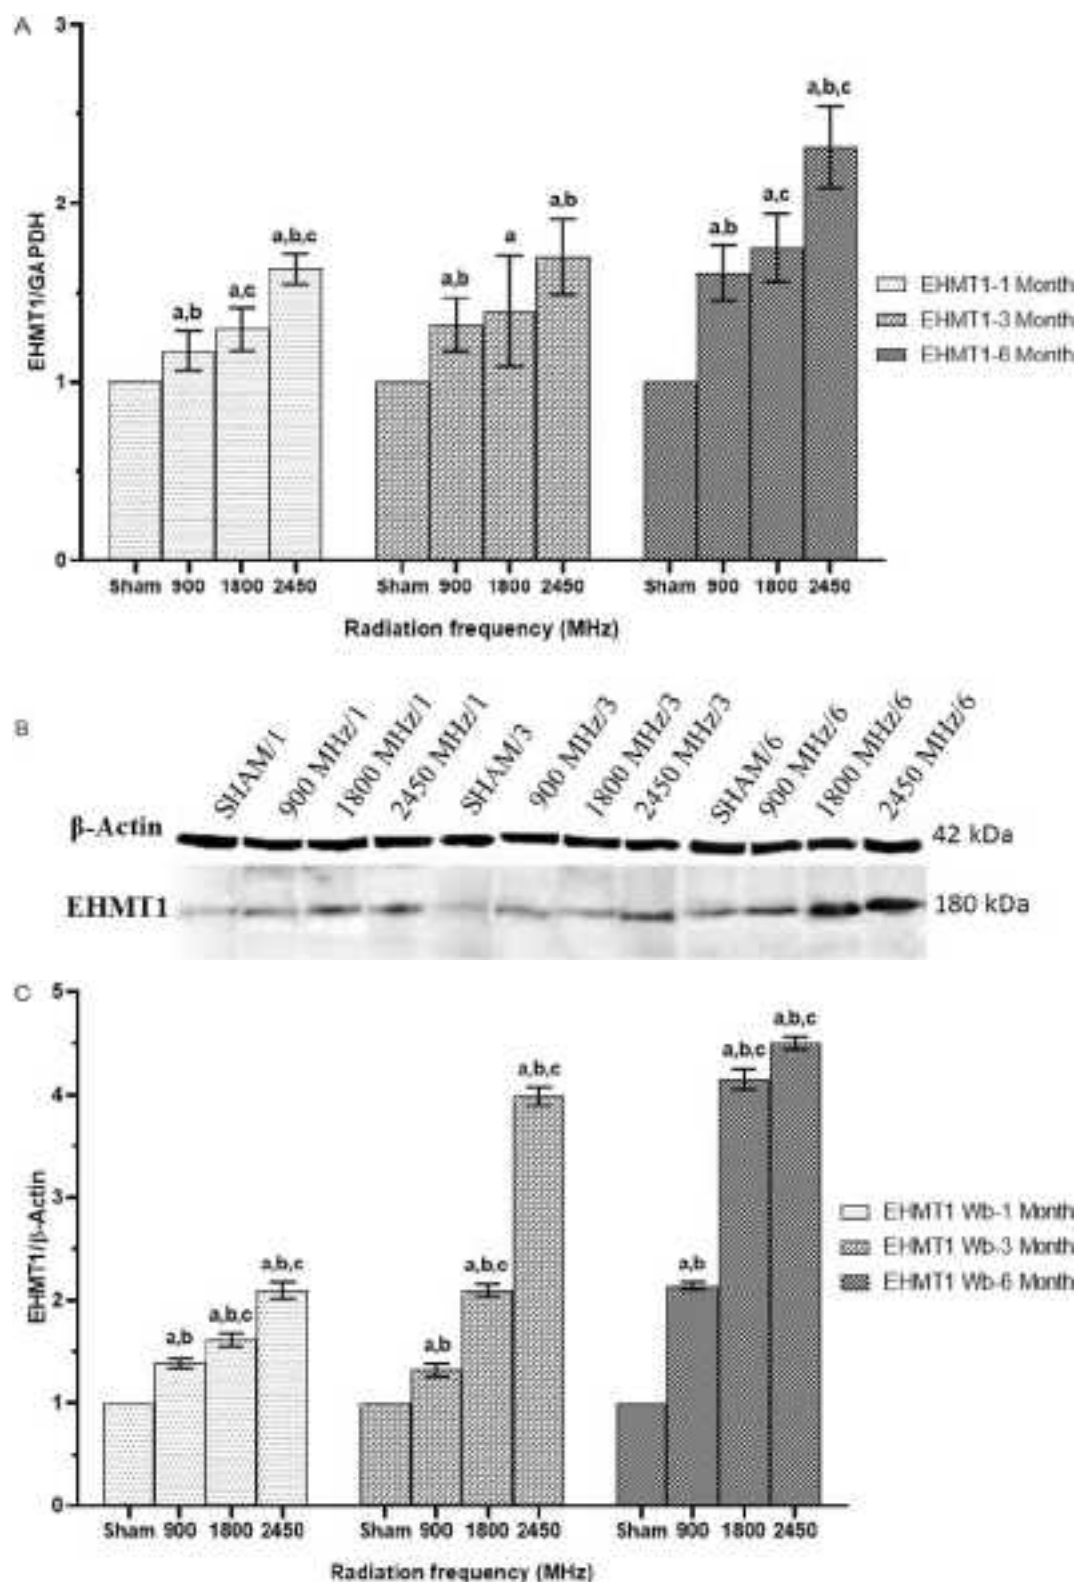 A
3
a,b,c
2
a,b,c
a,b
a,c
a,b
a
a,b
a,b
a,c
1
0
EHMT1/GAPDH
Sham 900 1800 2450 Sham 900 1800 2450 Sham 900 1800 2450
Radiation frequency (MHz)
EHMT1-1 Month
EHMT1-3 Month
EHMT1-6 Month
B
SHAM/1 900 MHz/1 1800 MHz/1 2450 MHz/1 SHAM/3 900 MHz/3 1800 MHz/3 2450 MHz/3 SHAM/6 900 MHz/6 1800 MHz/6 2450 MHz/6
β-Actin 42 kDa
EHMT1 180 kDa
C
5
4
3
2
1
0
EHMT1/β-Actin
a,b
a,b,c
a,b,c
a,b
a,b,c
a,b,c
a,b
a,b,c
a,b,c
Sham 900 1800 2450 Sham 900 1800 2450 Sham 900 1800 2450
Radiation frequency (MHz)
EHMT1 Wb-1 Month
EHMT1 Wb-3 Month
EHMT1 Wb-6 Month